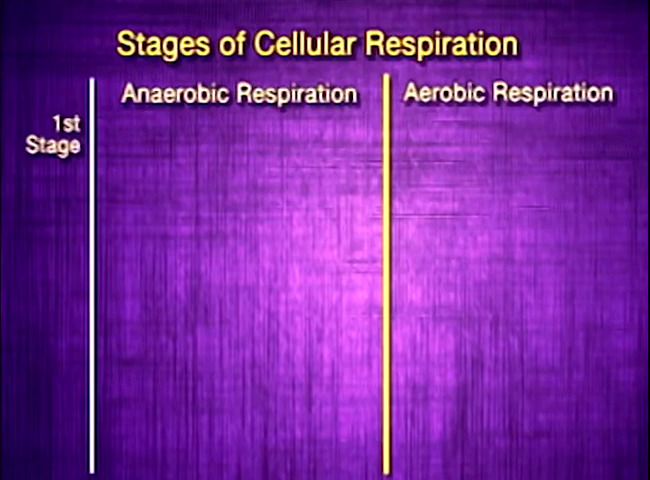 Stages of Cellular Respiration
Anaerobic Respiration
Aerobic Respiration
1st
Stage